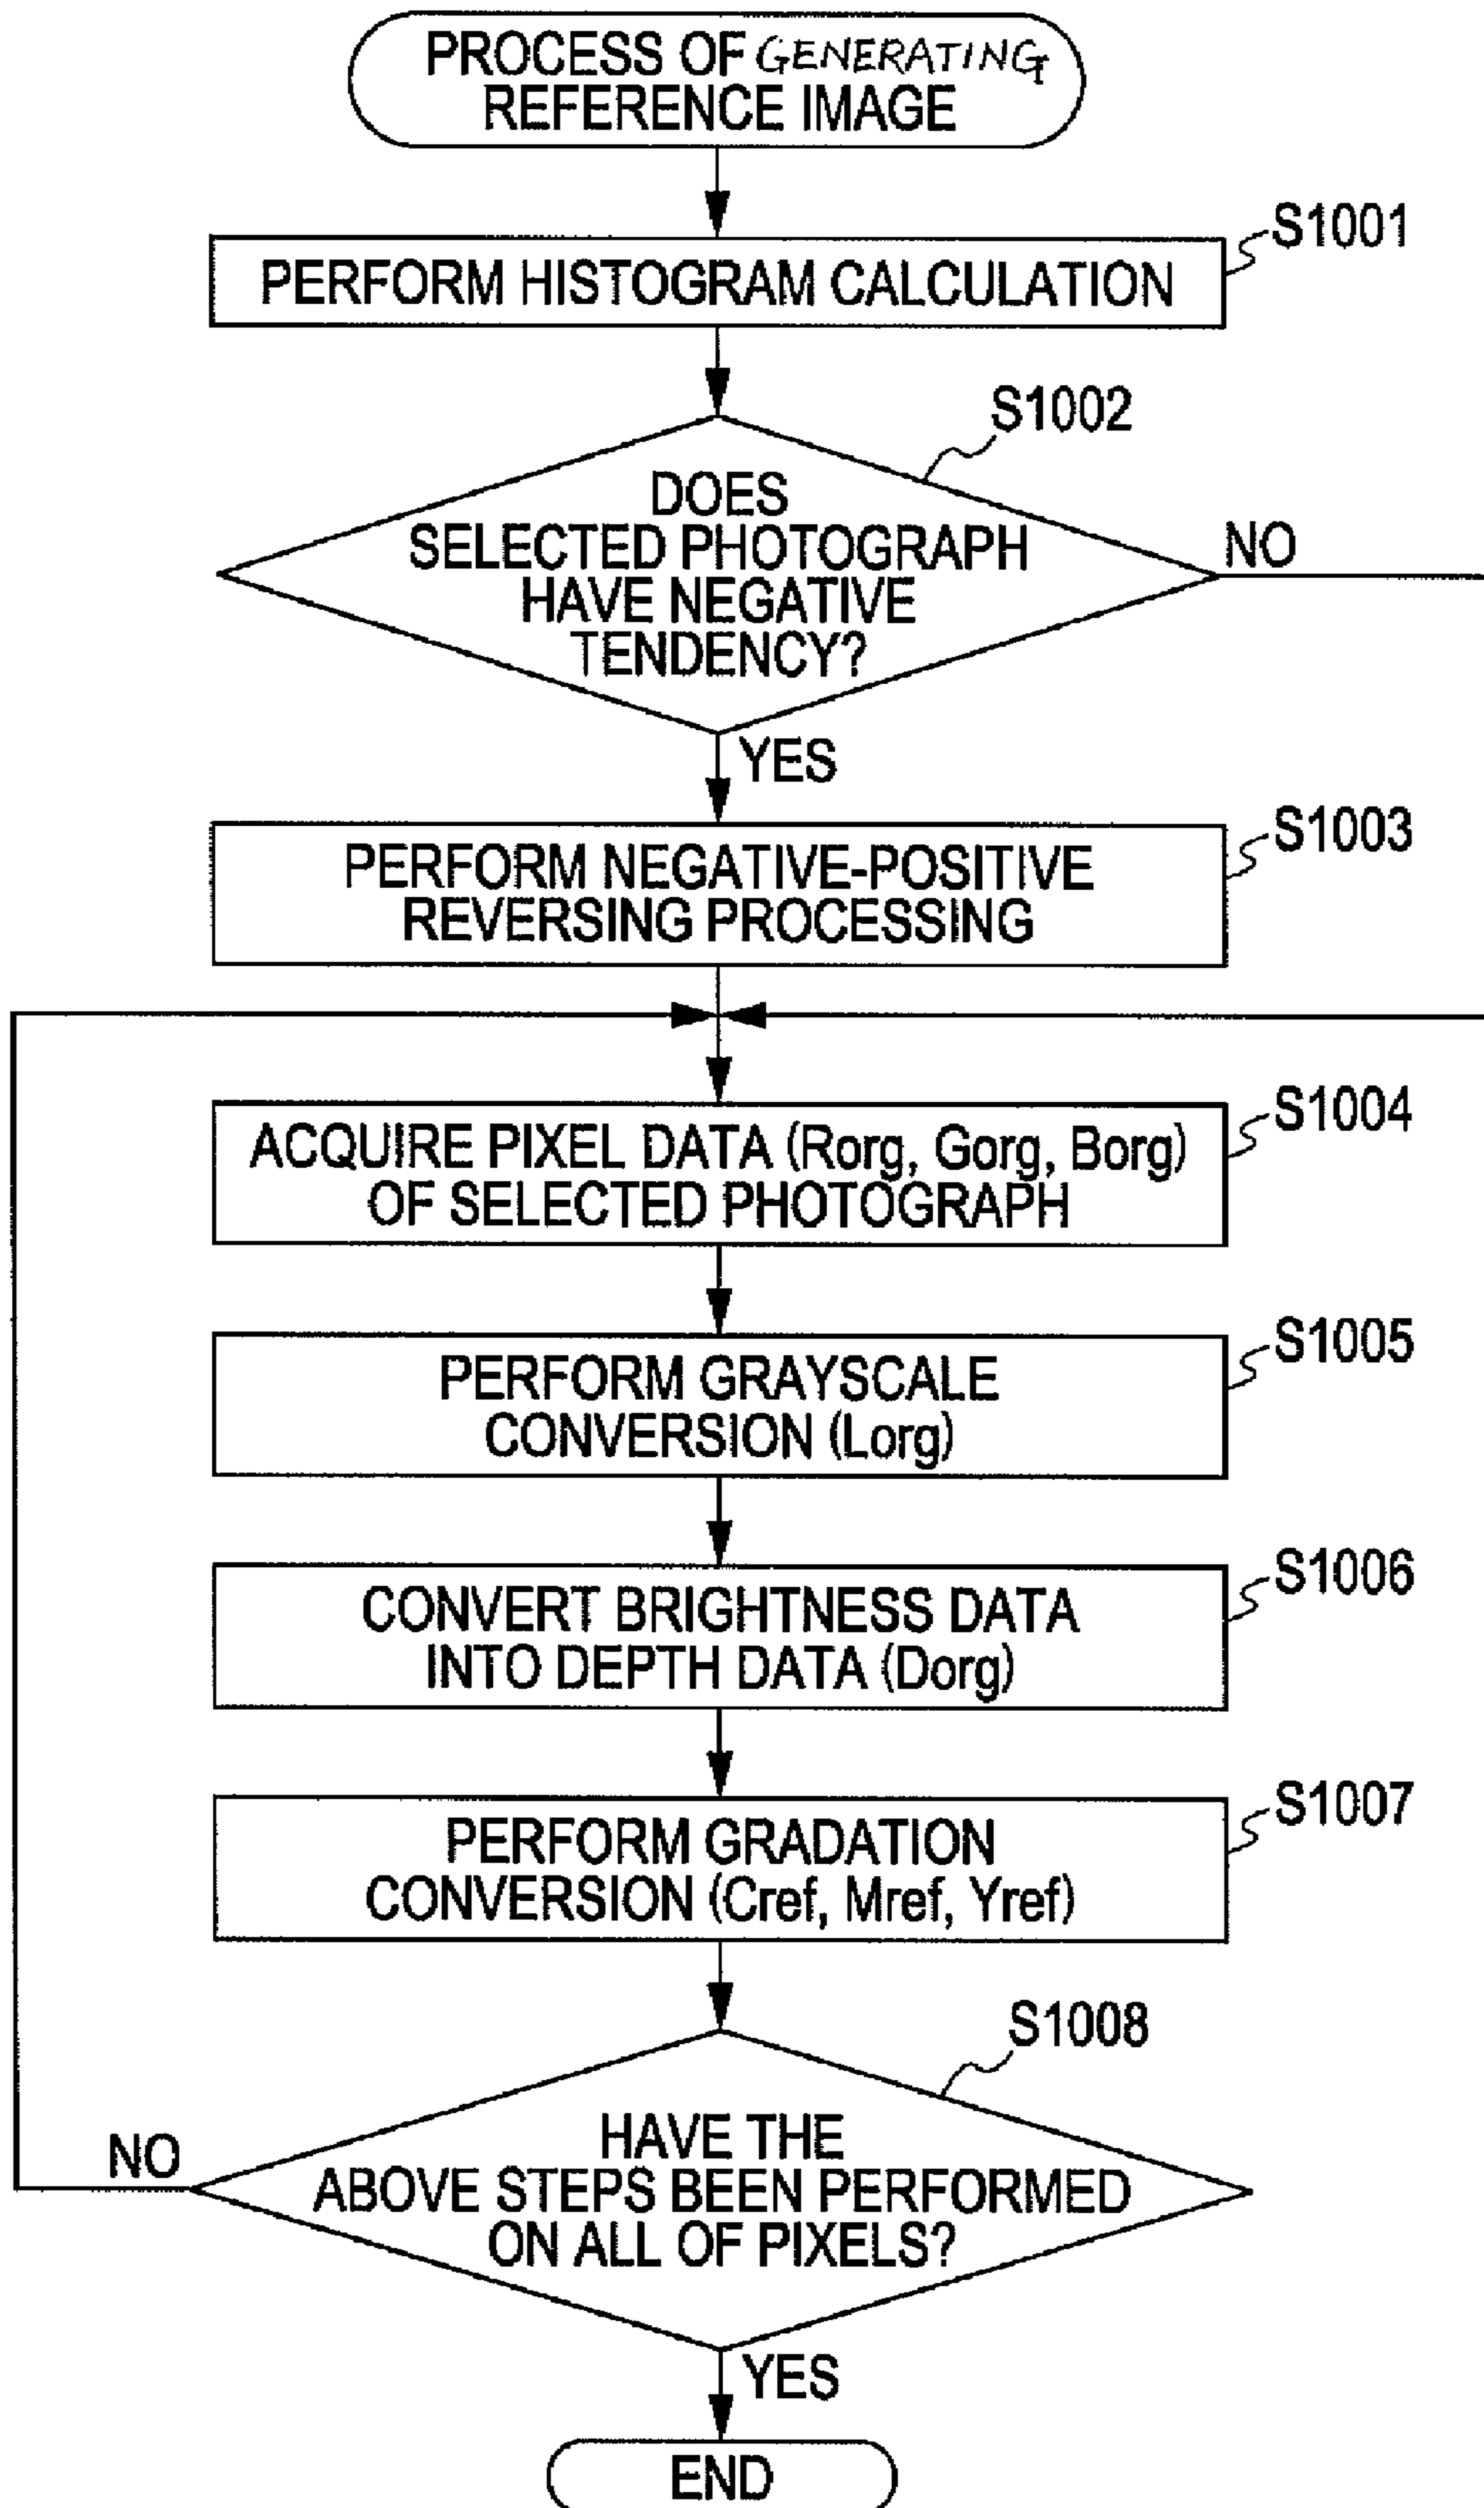 PROCESS OF GENERATING
REFERENCE IMAGE
S1001
PERFORM HISTOGRAM CALCULATION
S1002
DOES
SELECTED PHOTOGRAPH
HAVE NEGATIVE
TENDENCY?
NO
YES
S1003
PERFORM NEGATIVE-POSITIVE
REVERSING PROCESSING
S1004
ACQUIRE PIXEL DATA (Rorg, Gorg, Borg)
OF SELECTED PHOTOGRAPH
S1005
PERFORM GRAYSCALE
CONVERSION (Lorg)
S1006
CONVERT BRIGHTNESS DATA
INTO DEPTH DATA (Dorg)
S1007
PERFORM GRADATION
CONVERSION (Cref, Mref, Yref)
S1008
HAVE THE
ABOVE STEPS BEEN PERFORMED
ON ALL OF PIXELS?
NO
YES
END